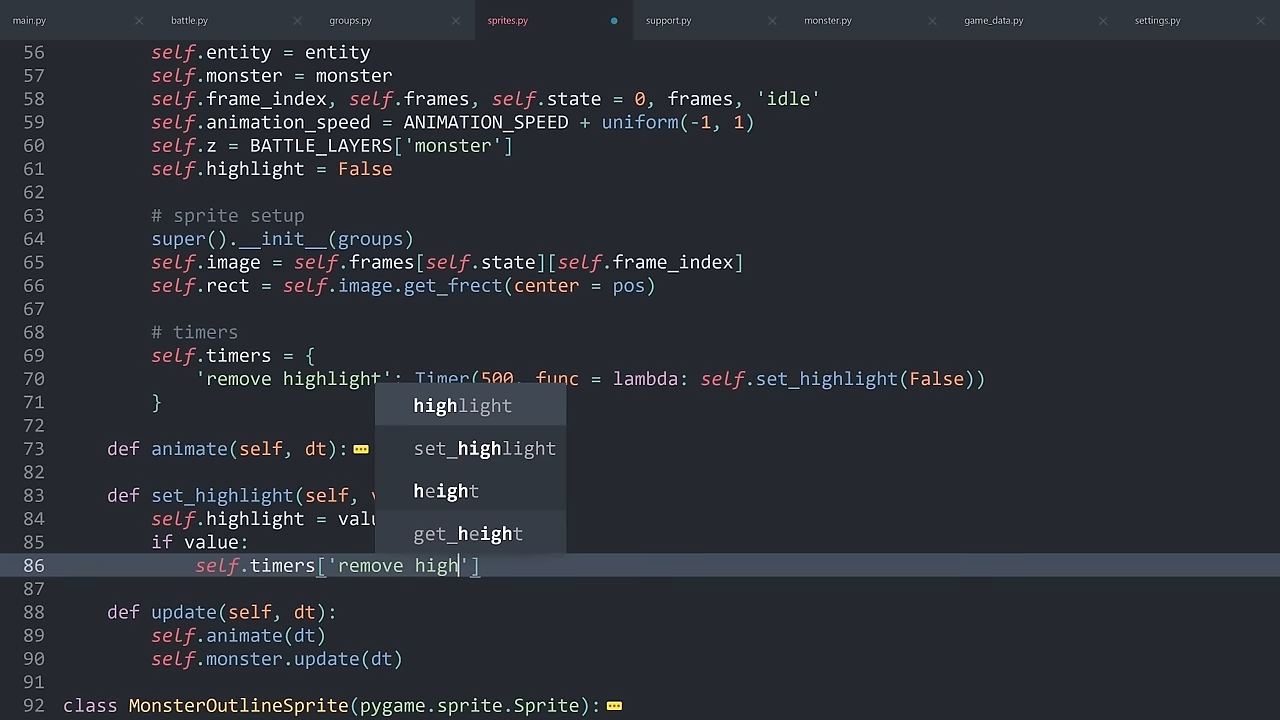 main.py battle.py groups.py sprites.py support.py monster.py game_data.py settings.py
56 self.entity = entity
57 self.monster = monster
58 self.frame_index, self.frames, self.state = 0, frames, 'idle'
59 self.animation_speed = ANIMATION_SPEED + uniform(-1, 1)
60 self.z = BATTLE_LAYERS['monster']
61 self.highlight = False
62
63 # sprite setup
64 super().__init__(groups)
65 self.image = self.frames[self.state][self.frame_index]
66 self.rect = self.image.get_frect(center = pos)
67
68 # timers
69 self.timers = {
70 'remove highlight': Timer(500, func = lambda: self.set_highlight(False))
71 }
highlight
72
73 def animate(self, dt):
set_highlight
82
height
83 def set_highlight(self, v
84 self.highlight = valu
get_height
85 if value:
86 self.timers['remove high']
87
88 def update(self, dt):
89 self.animate(dt)
90 self.monster.update(dt)
91
92 class MonsterOutlineSprite(pygame.sprite.Sprite):